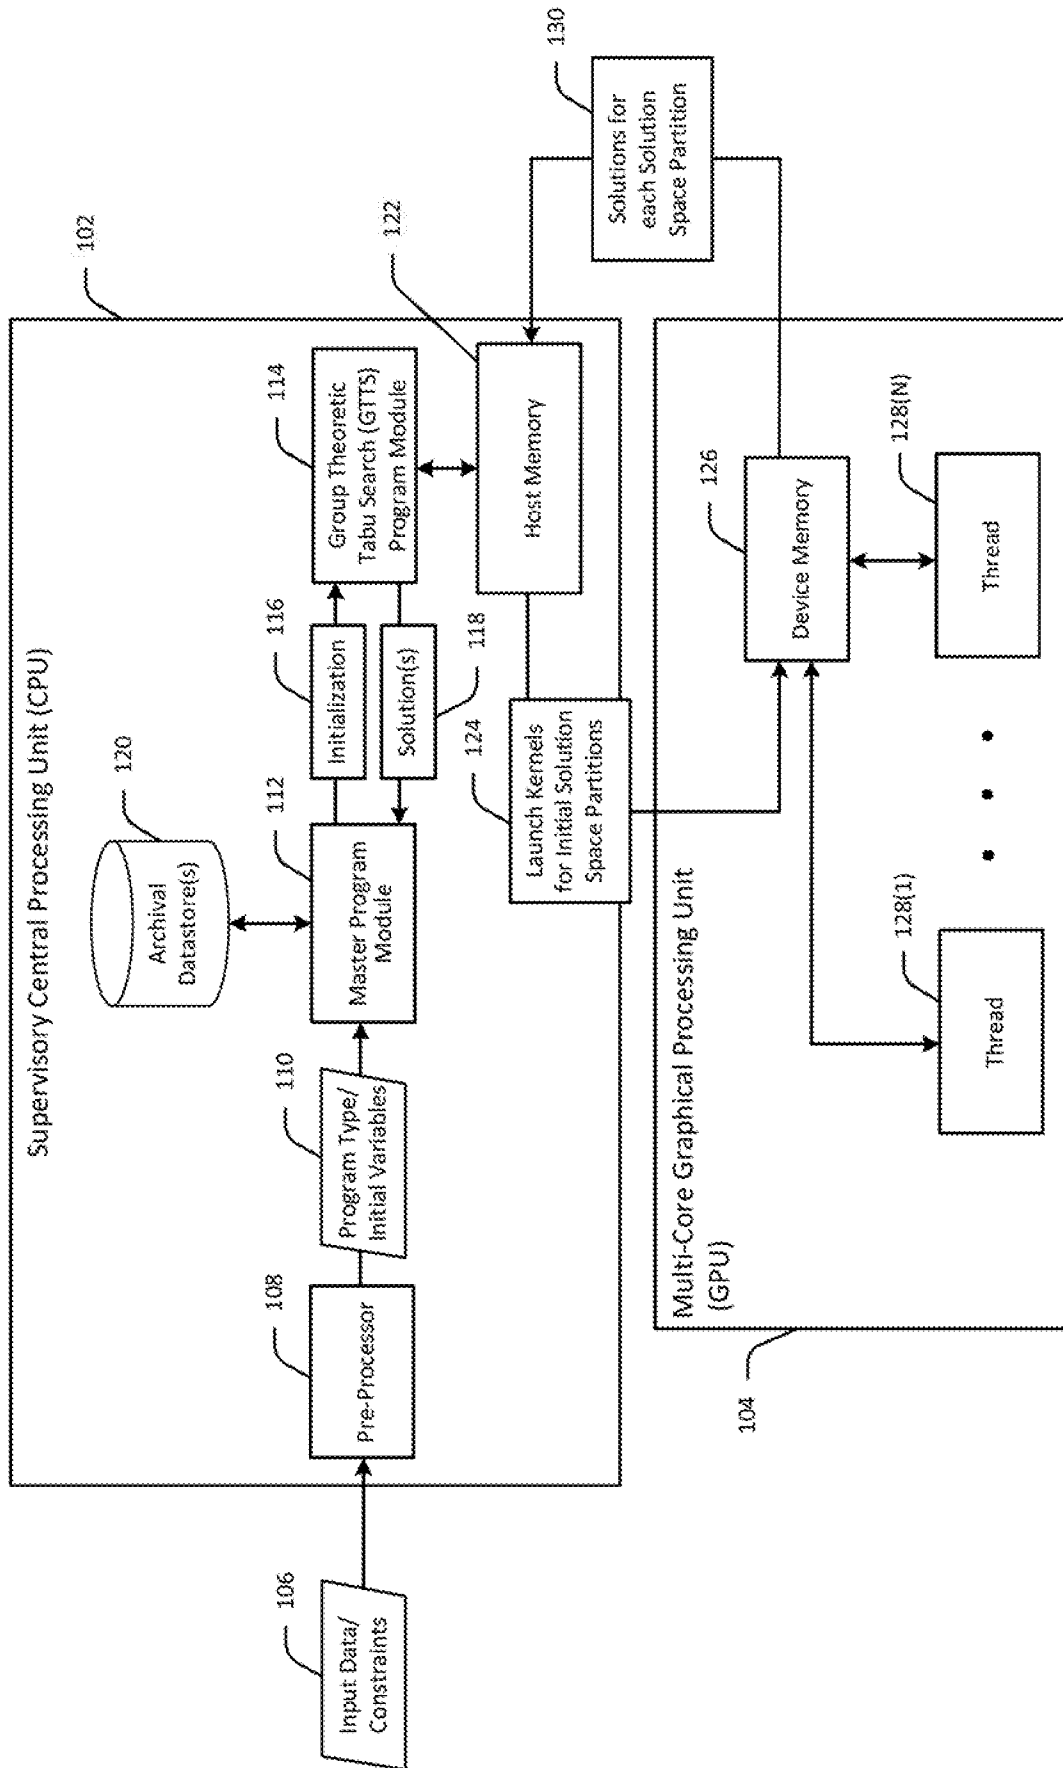 Supervisory Central Processing Unit (CPU)
102
120
Archival
Datastore(s)
106
Input Data/
Constraints
108
Pre-Processor
110
Program Type/
Initial Variables
112
Master Program
Module
116
Initialization
118
Solution(s)
114
Group Theoretic
Tabu Search (GTTS)
Program Module
122
Host Memory
124
Launch Kernels
for Initial Solution
Space Partitions
130
Solutions for
each Solution
Space Partition
104
Multi-Core Graphical Processing Unit
(GPU)
126
Device Memory
128(1)
Thread
128(N)
Thread